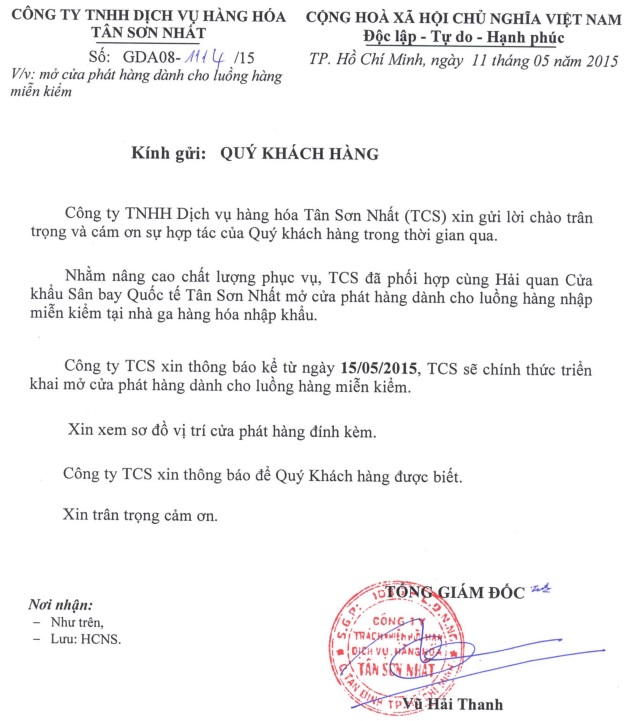 CÔNG TY TNHH DỊCH VỤ HÀNG HÓA
TÂN SƠN NHẤT
Số: GDA08-1114 /15
V/v: mở cửa phát hàng dành cho luồng hàng
miễn kiểm
CỘNG HOÀ XÃ HỘI CHỦ NGHĨA VIỆT NAM
Độc lập - Tự do - Hạnh phúc
TP. Hồ Chí Minh, ngày 11 tháng 05 năm 2015
Kính gửi: QUÝ KHÁCH HÀNG
Công ty TNHH Dịch vụ hàng hóa Tân Sơn Nhất (TCS) xin gửi lời chào trân
trọng và cám ơn sự hợp tác của Quý khách hàng trong thời gian qua.
Nhằm nâng cao chất lượng phục vụ, TCS đã phối hợp cùng Hải quan Cửa
khẩu Sân bay Quốc tế Tân Sơn Nhất mở cửa phát hàng dành cho luồng hàng nhập
miễn kiểm tại nhà ga hàng hóa nhập khẩu.
Công ty TCS xin thông báo kể từ ngày 15/05/2015, TCS sẽ chính thức triển
khai mở cửa phát hàng dành cho luồng hàng miễn kiểm.
Xin xem sơ đồ vị trí cửa phát hàng đính kèm.
Công ty TCS xin thông báo để Quý Khách hàng được biết.
Xin trân trọng cảm ơn.
TỔNG GIÁM ĐỐC
Nơi nhận:
– Như trên,
– Lưu: HCNS.
CÔNG TY
TRÁCH NHIỆM HỮU HẠN
DỊCH VỤ HÀNG HÓA
TÂN SƠN NHẤT
Vũ Hải Thanh